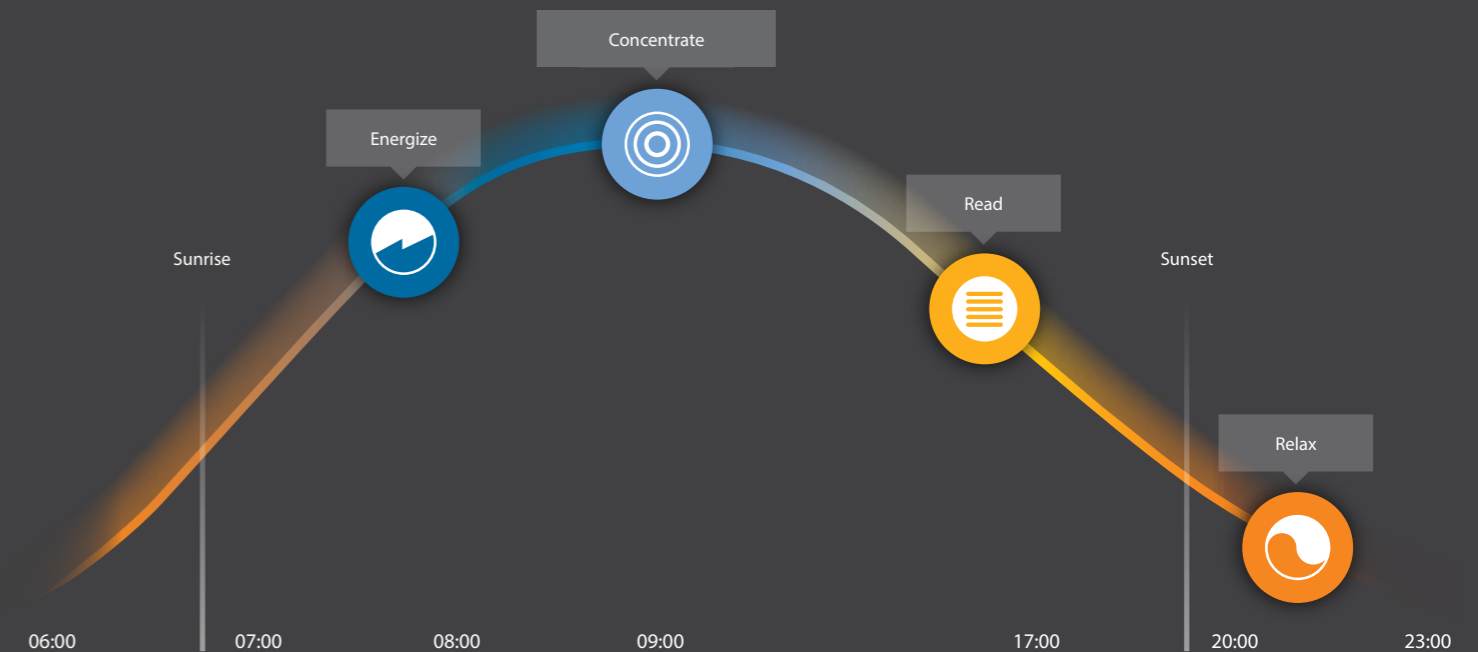 Concentrate
Energize
Read
Sunrise
Sunset
Relax
06:00
07:00
08:00
09:00
17:00
20:00
23:00